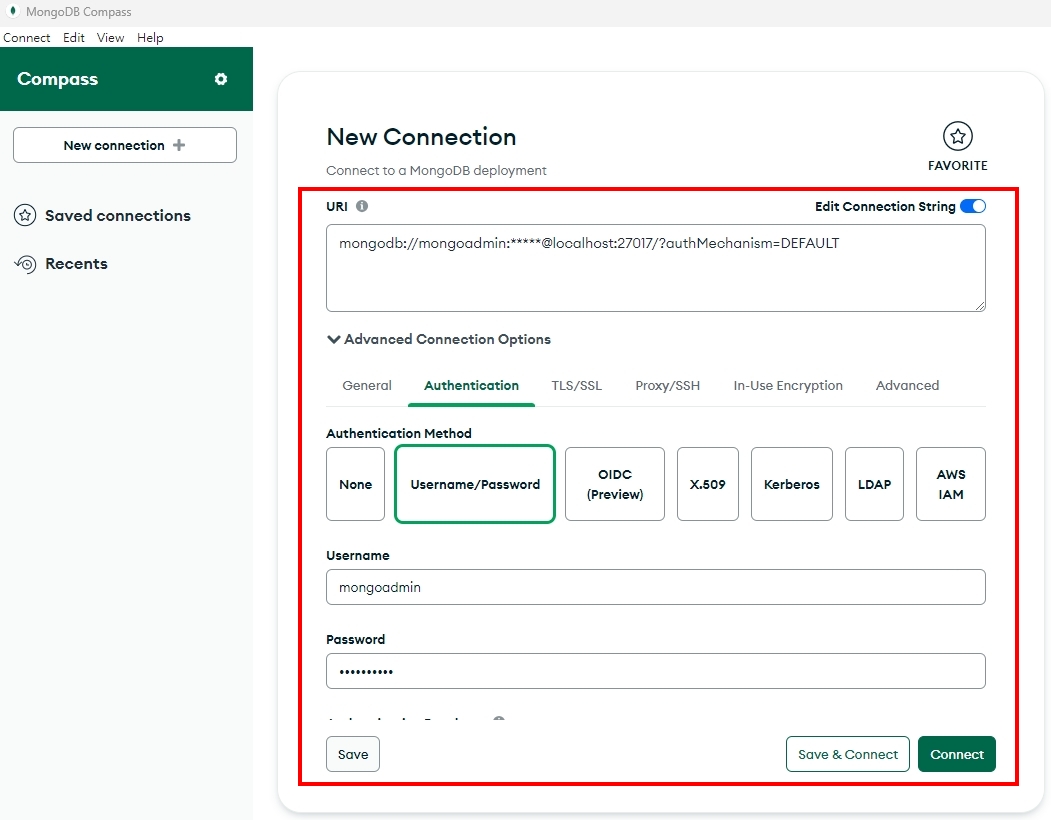 MongoDB Compass
Connect Edit View Help
Compass
New connection
Saved connections
Recents
New Connection
Connect to a MongoDB deployment
FAVORITE
URI
Edit Connection String
mongodb://mongoadmin:*****@localhost:27017/?authMechanism=DEFAULT
Advanced Connection Options
General Authentication TLS/SSL Proxy/SSH In-Use Encryption Advanced
Authentication Method
None
Username/Password
OIDC
(Preview)
X.509
Kerberos
LDAP
AWS
IAM
Username
mongoadmin
Password
••••••••••
Save
Save & Connect
Connect